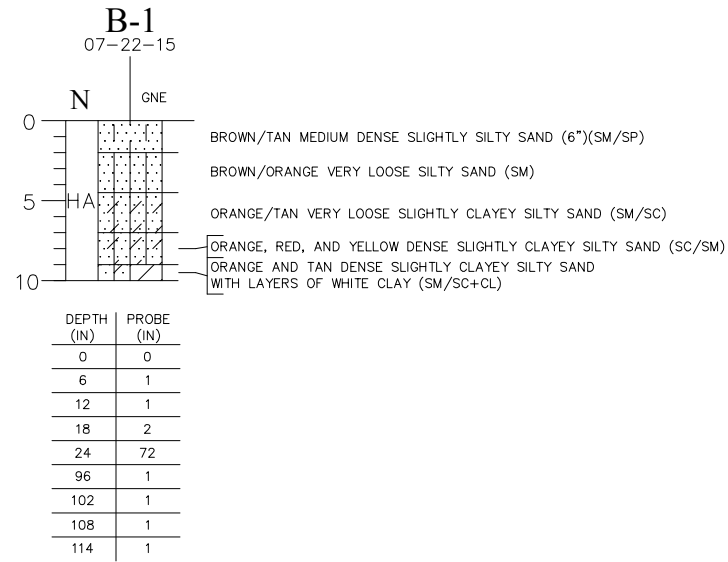 B-1
07-22-15
N GNE
0
BROWN/TAN MEDIUM DENSE SLIGHTLY SILTY SAND (6")(SM/SP)
BROWN/ORANGE VERY LOOSE SILTY SAND (SM)
5 HA
ORANGE/TAN VERY LOOSE SLIGHTLY CLAYEY SILTY SAND (SM/SC)
ORANGE, RED, AND YELLOW DENSE SLIGHTLY CLAYEY SILTY SAND (SC/SM)
ORANGE AND TAN DENSE SLIGHTLY CLAYEY SILTY SAND
10 WITH LAYERS OF WHITE CLAY (SM/SC+CL)
DEPTH PROBE
(IN) (IN)
0 0
6 1
12 1
18 2
24 72
96 1
102 1
108 1
114 1